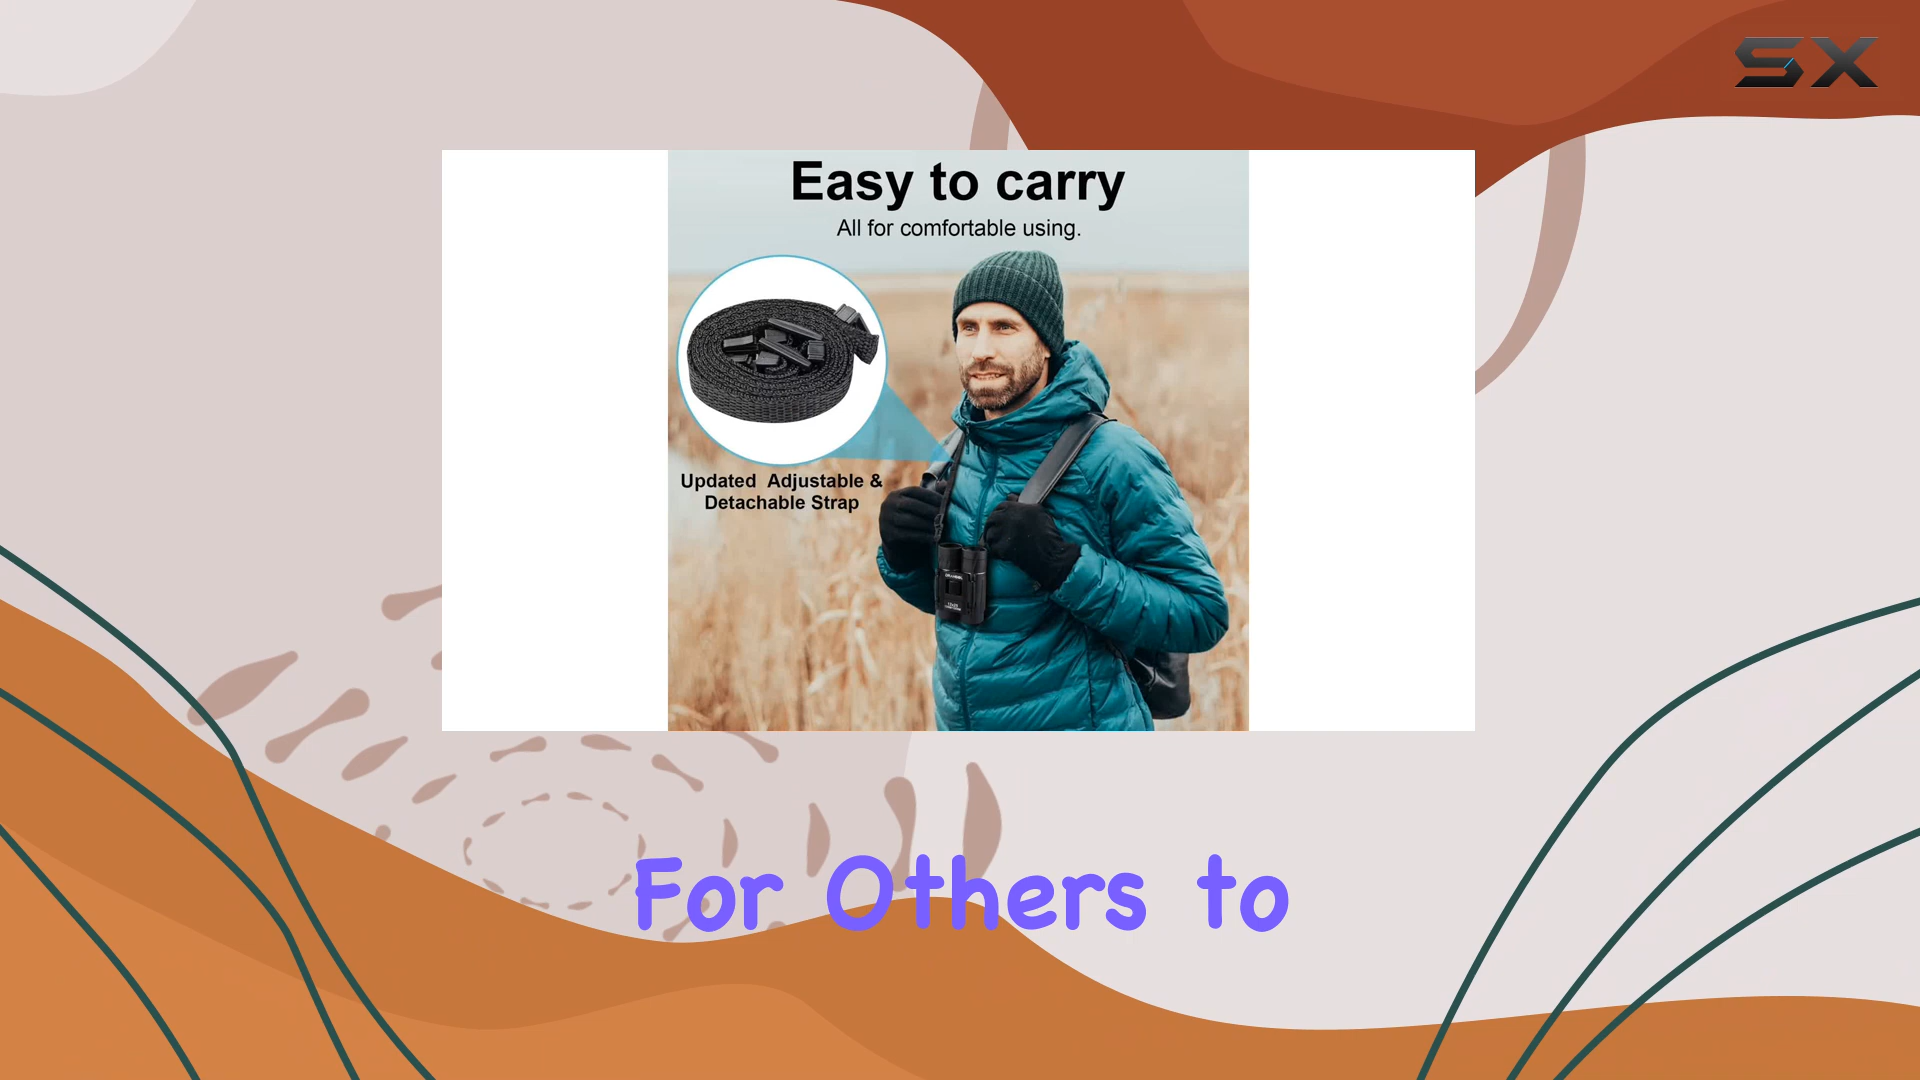 SX
Easy to carry
All for comfortable using.
Updated Adjustable &
Detachable Strap
For Others to